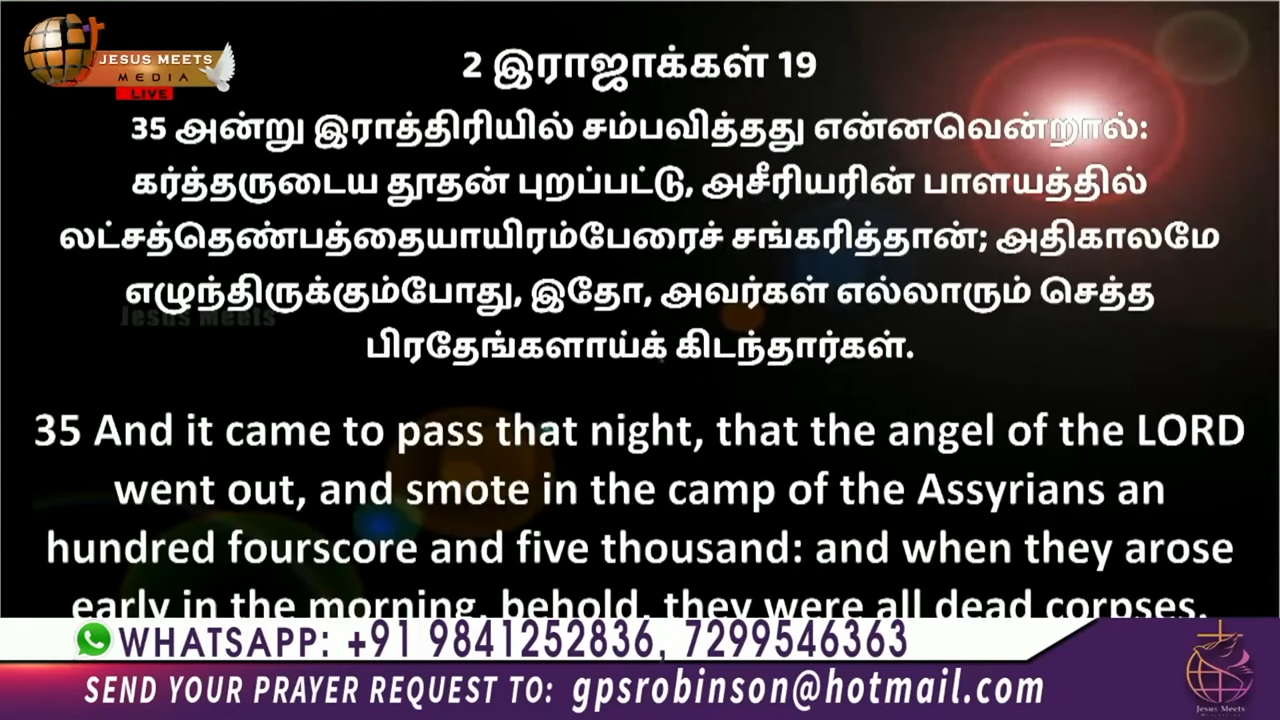 JESUS MEETS
MEDIA
LIVE
2 இராஜாக்கள் 19
35 அன்று இராத்திரியில் சம்பவித்தது என்னவென்றால்:
கர்த்தருடைய தூதன் புறப்பட்டு, அசீரியரின் பாளயத்தில்
லட்சத்தெண்பத்தையாயிரம்பேரைச் சங்கரித்தான்; அதிகாலமே
எழுந்திருக்கும்போது, இதோ, அவர்கள் எல்லாரும் செத்த
Jesus Meets
பிரதேங்களாய்க் கிடந்தார்கள்.
35 And it came to pass that night, that the angel of the LORD
went out, and smote in the camp of the Assyrians an
hundred fourscore and five thousand: and when they arose
early in the morning, behold, they were all dead corpses.
WHATSAPP: +91 9841252836, 7299546363
SEND YOUR PRAYER REQUEST TO: gpsrobinson@hotmail.com
Jesus Meets